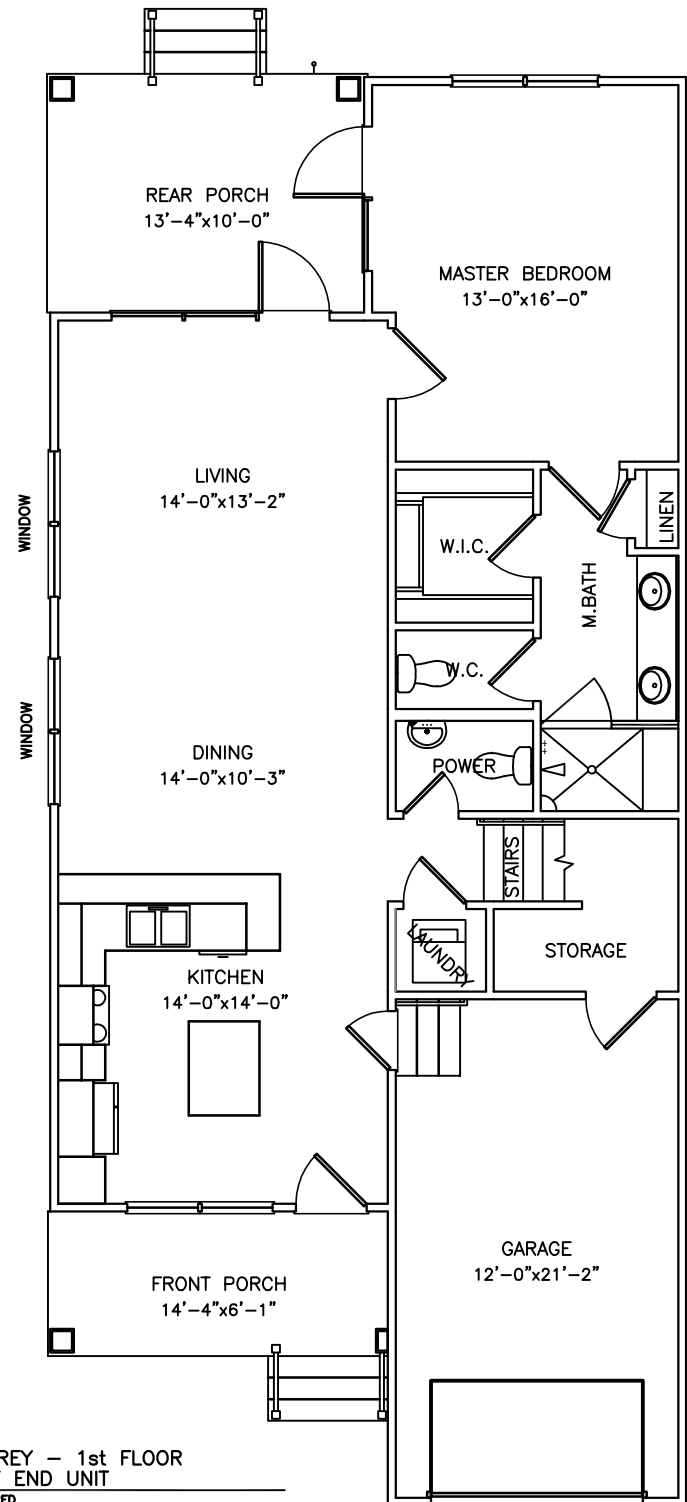 REAR PORCH
13'-4"x10'-0"
MASTER BEDROOM
13'-0"x16'-0"
LIVING
14'-0"x13'-2"
WINDOW
W.I.C.
LINEN
M.BATH
W.C.
WINDOW
DINING
14'-0"x10'-3"
POWER
STAIRS
LAUNDRY
STORAGE
KITCHEN
14'-0"x14'-0"
GARAGE
12'-0"x21'-2"
FRONT PORCH
14'-4"x6'-1"
REY - 1st FLOOR
END UNIT